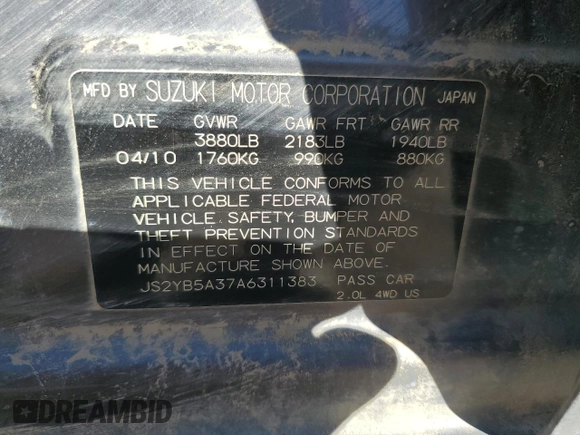 MFD BY SUZUKI MOTOR CORPORATION JAPAN
DATE GVWR GAWR FRT GAWR RR
3880LB 2183LB 1940LB
04/10 1760KG 990KG 880KG
THIS VEHICLE CONFORMS TO ALL
APPLICABLE FEDERAL MOTOR
VEHICLE SAFETY, BUMPER AND
THEFT PREVENTION STANDARDS
IN EFFECT ON THE DATE OF
MANUFACTURE SHOWN ABOVE.
JS2YB5A37A6311383 PASS CAR
2.0L 4WD US
DREAMBID